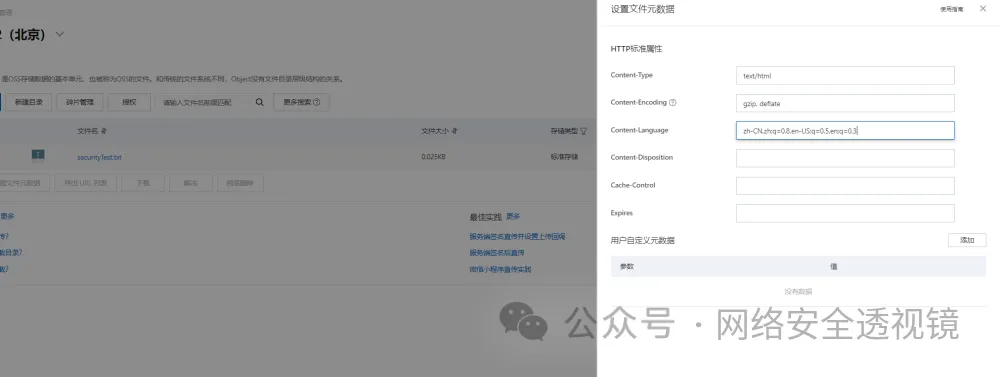 设置文件元数据
使用指南
2（北京）
HTTP标准属性
是OSS存储数据的基本单元，也被称为OSS的文件。和传统的文件系统不同，Object没有文件目录层级结构的关系。
Content-Type
text/html
新建目录
碎片管理
授权
请输入文件名前缀匹配
更多搜索
Content-Encoding
gzip, deflate
文件名
文件大小
存储类型
Content-Language
zh-CN,zh;q=0.8,en-US;q=0.5,en;q=0.3
securityTest.txt
0.025KB
标准存储
Content-Disposition
置文件元数据
导出 URL 列表
下载
解冻
彻底删除
Cache-Control
更多
最佳实践 更多
Expires
传?
服务端签名直传并设置上传回调
用户自定义元数据
添加
目录?
服务端签名后直传
参数
值
微信小程序直传实践
没有数据
公众号 · 网络安全透视镜